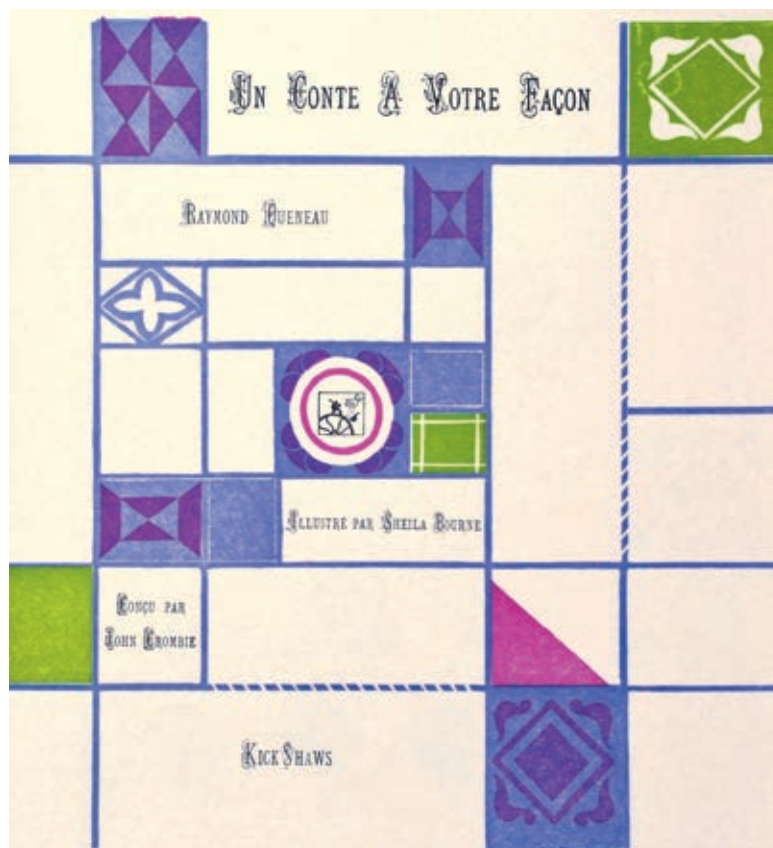 Un Conte A Votre Façon
Raymond Queneau
Illustré par Sheila Bourne
Conçu par
John Crombie
KickShaws